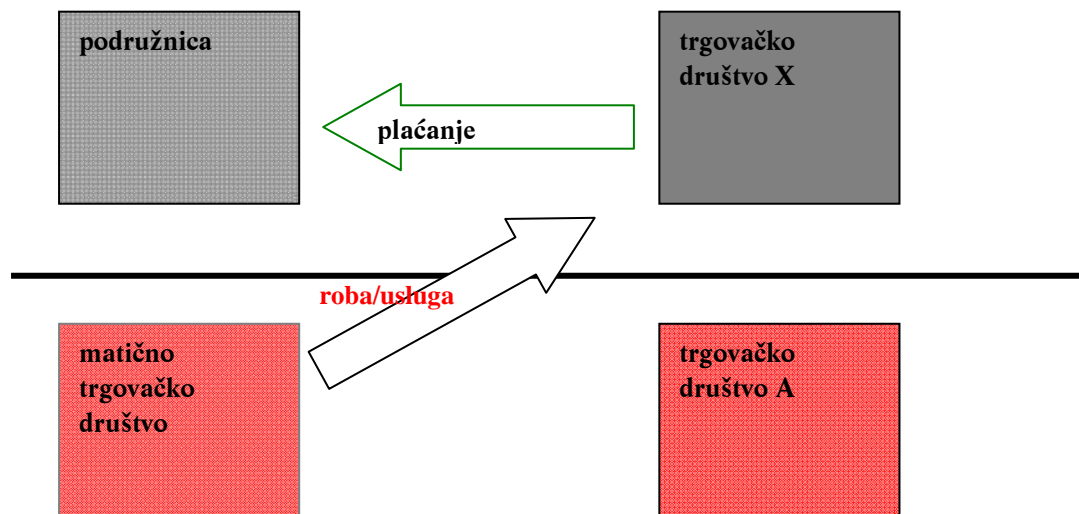 podružnica
trgovačko
društvo X
plaćanje
roba/usluga
matično
trgovačko
društvo
trgovačko
društvo A